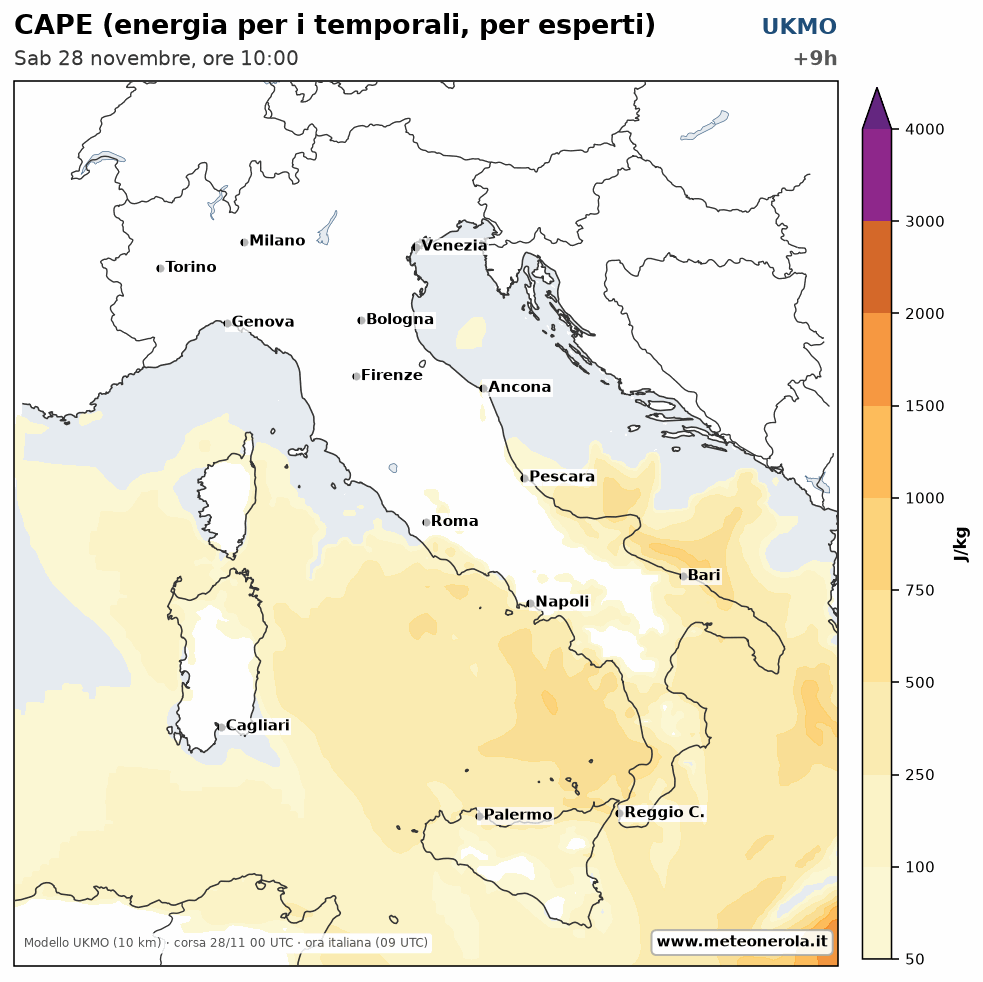 CAPE (energia per i temporali, per esperti)
UKMO
Sab 28 novembre, ore 10:00
+9h
4000
3000
2000
1500
1000
750
500
250
100
50
J/kg
Milano
Venezia
Torino
Genova
Bologna
Firenze
Ancona
Pescara
Roma
Bari
Napoli
Cagliari
Palermo
Reggio C.
Modello UKMO (10 km) · corsa 28/11 00 UTC · ora italiana (09 UTC)
www.meteonerola.it